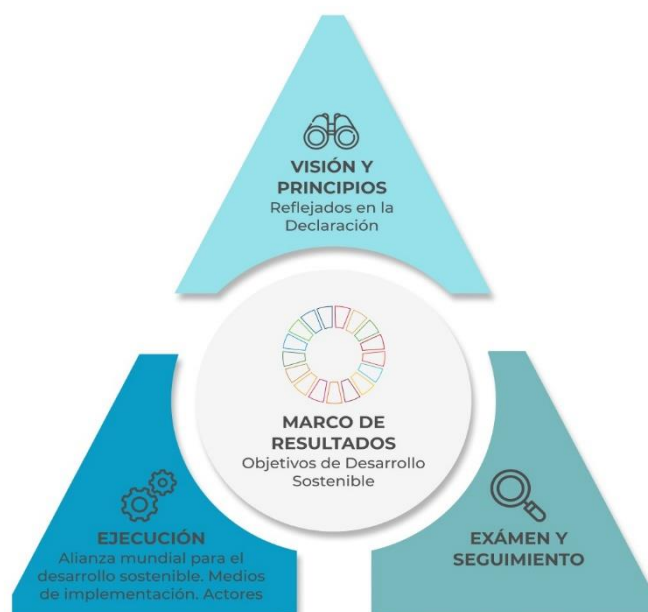 VISIÓN Y
PRINCIPIOS
Reflejados en la
Declaración
MARCO DE
RESULTADOS
Objetivos de Desarrollo
Sostenible
EJECUCIÓN
Alianza mundial para el
desarrollo sostenible. Medios
de implementación. Actores
EXÁMEN Y
SEGUIMIENTO